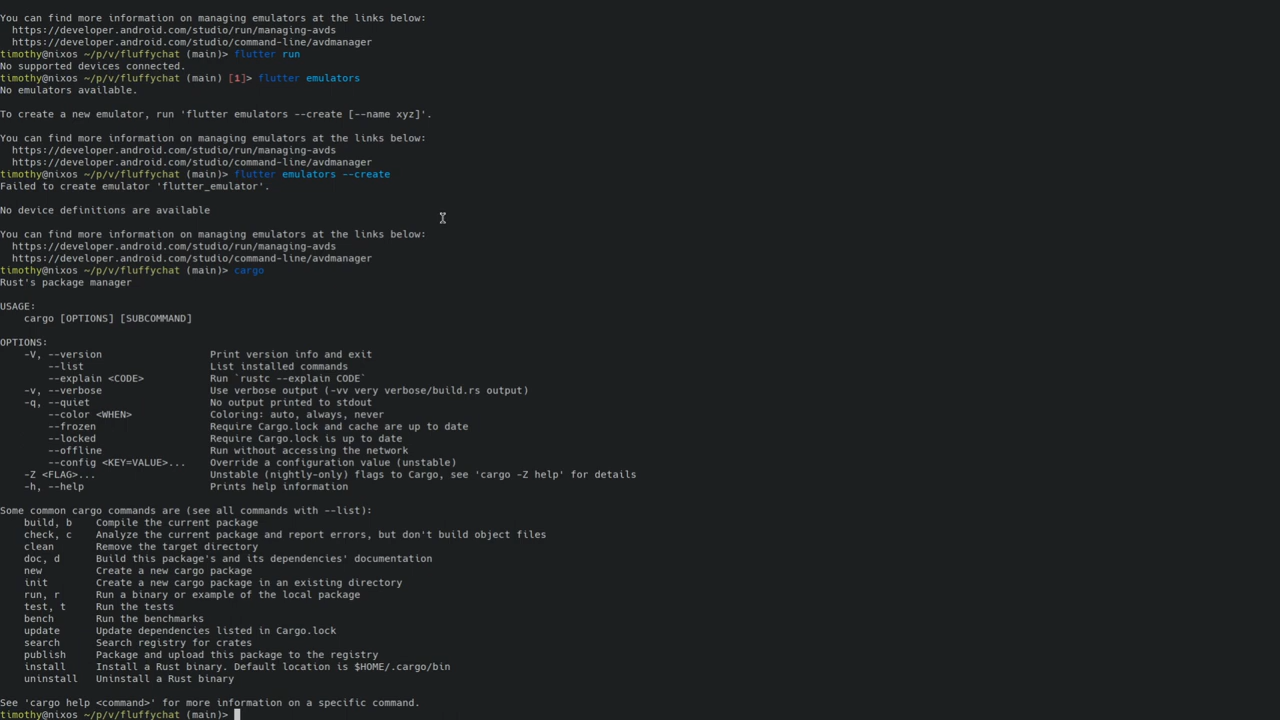 You can find more information on managing emulators at the links below:
  https://developer.android.com/studio/run/managing-avds
  https://developer.android.com/studio/command-line/avdmanager
timothy@nixos ~/p/v/fluffychat (main)> flutter run
No supported devices connected.
timothy@nixos ~/p/v/fluffychat (main) [1]> flutter emulators
No emulators available.

To create a new emulator, run 'flutter emulators --create [--name xyz]'.

You can find more information on managing emulators at the links below:
  https://developer.android.com/studio/run/managing-avds
  https://developer.android.com/studio/command-line/avdmanager
timothy@nixos ~/p/v/fluffychat (main)> flutter emulators --create
Failed to create emulator 'flutter_emulator'.

No device definitions are available

You can find more information on managing emulators at the links below:
  https://developer.android.com/studio/run/managing-avds
  https://developer.android.com/studio/command-line/avdmanager
timothy@nixos ~/p/v/fluffychat (main)> cargo
Rust's package manager

USAGE:
    cargo [OPTIONS] [SUBCOMMAND]

OPTIONS:
    -V, --version                  Print version info and exit
        --list                     List installed commands
        --explain <CODE>           Run `rustc --explain CODE`
    -v, --verbose                  Use verbose output (-vv very verbose/build.rs output)
    -q, --quiet                    No output printed to stdout
        --color <WHEN>             Coloring: auto, always, never
        --frozen                   Require Cargo.lock and cache are up to date
        --locked                   Require Cargo.lock is up to date
        --offline                  Run without accessing the network
        --config <KEY=VALUE>...    Override a configuration value (unstable)
    -Z <FLAG>...                   Unstable (nightly-only) flags to Cargo, see 'cargo -Z help' for details
    -h, --help                     Prints help information

Some common cargo commands are (see all commands with --list):
    build, b    Compile the current package
    check, c    Analyze the current package and report errors, but don't build object files
    clean       Remove the target directory
    doc, d      Build this package's and its dependencies' documentation
    new         Create a new cargo package
    init        Create a new cargo package in an existing directory
    run, r      Run a binary or example of the local package
    test, t     Run the tests
    bench       Run the benchmarks
    update      Update dependencies listed in Cargo.lock
    search      Search registry for crates
    publish     Package and upload this package to the registry
    install     Install a Rust binary. Default location is $HOME/.cargo/bin
    uninstall   Uninstall a Rust binary

See 'cargo help <command>' for more information on a specific command.
timothy@nixos ~/p/v/fluffychat (main)>